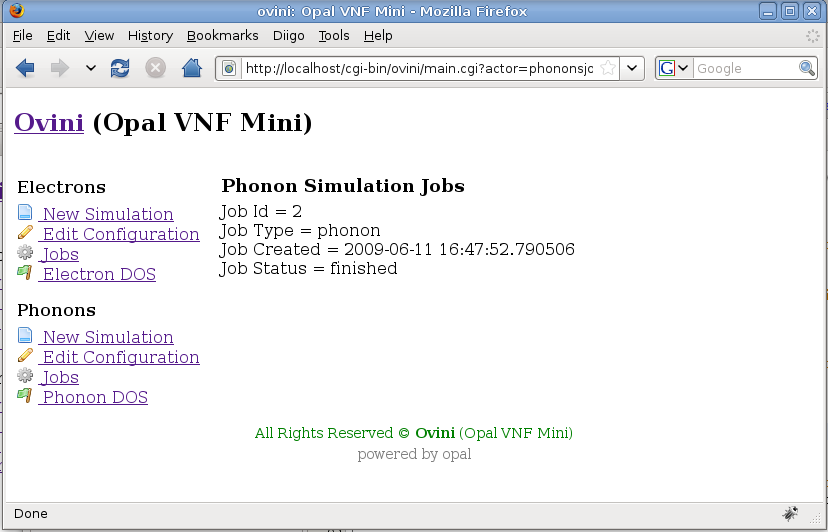 ovini: Opal VNF Mini - Mozilla Firefox
File Edit View History Bookmarks Diigo Tools Help
http://localhost/cgi-bin/ovini/main.cgi?actor=phononsjo
G Google
Ovini (Opal VNF Mini)
Electrons
New Simulation
Edit Configuration
Jobs
Electron DOS
Phonons
New Simulation
Edit Configuration
Jobs
Phonon DOS
Phonon Simulation Jobs
Job Id = 2
Job Type = phonon
Job Created = 2009-06-11 16:47:52.790506
Job Status = finished
All Rights Reserved © Ovini (Opal VNF Mini)
powered by opal
Done